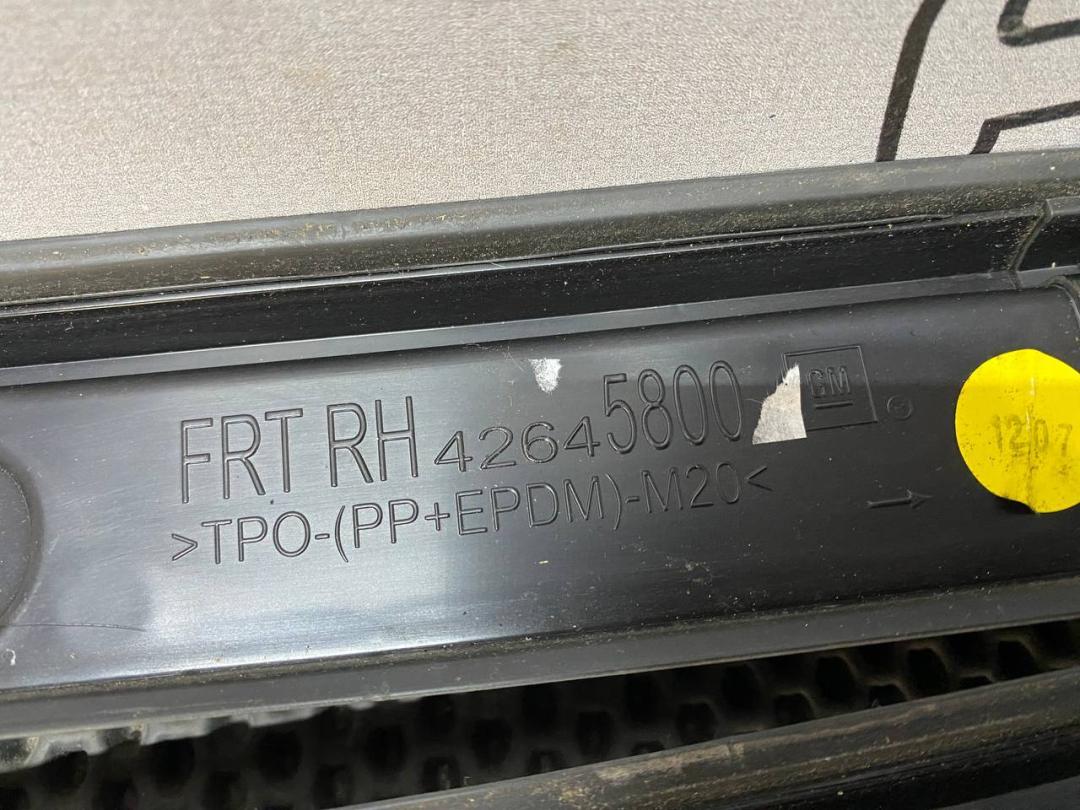 FRT RH 42645800 GM
>TPO-(PP+EPDM)-M20<
1207